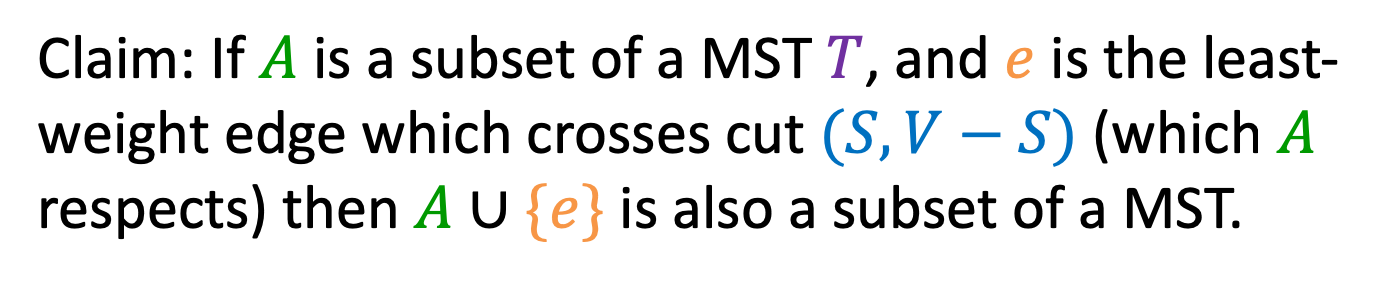 Claim: If A is a subset of a MST T, and e is the least-
weight edge which crosses cut (S, V − S) (which A
respects) then A ∪ {e} is also a subset of a MST.